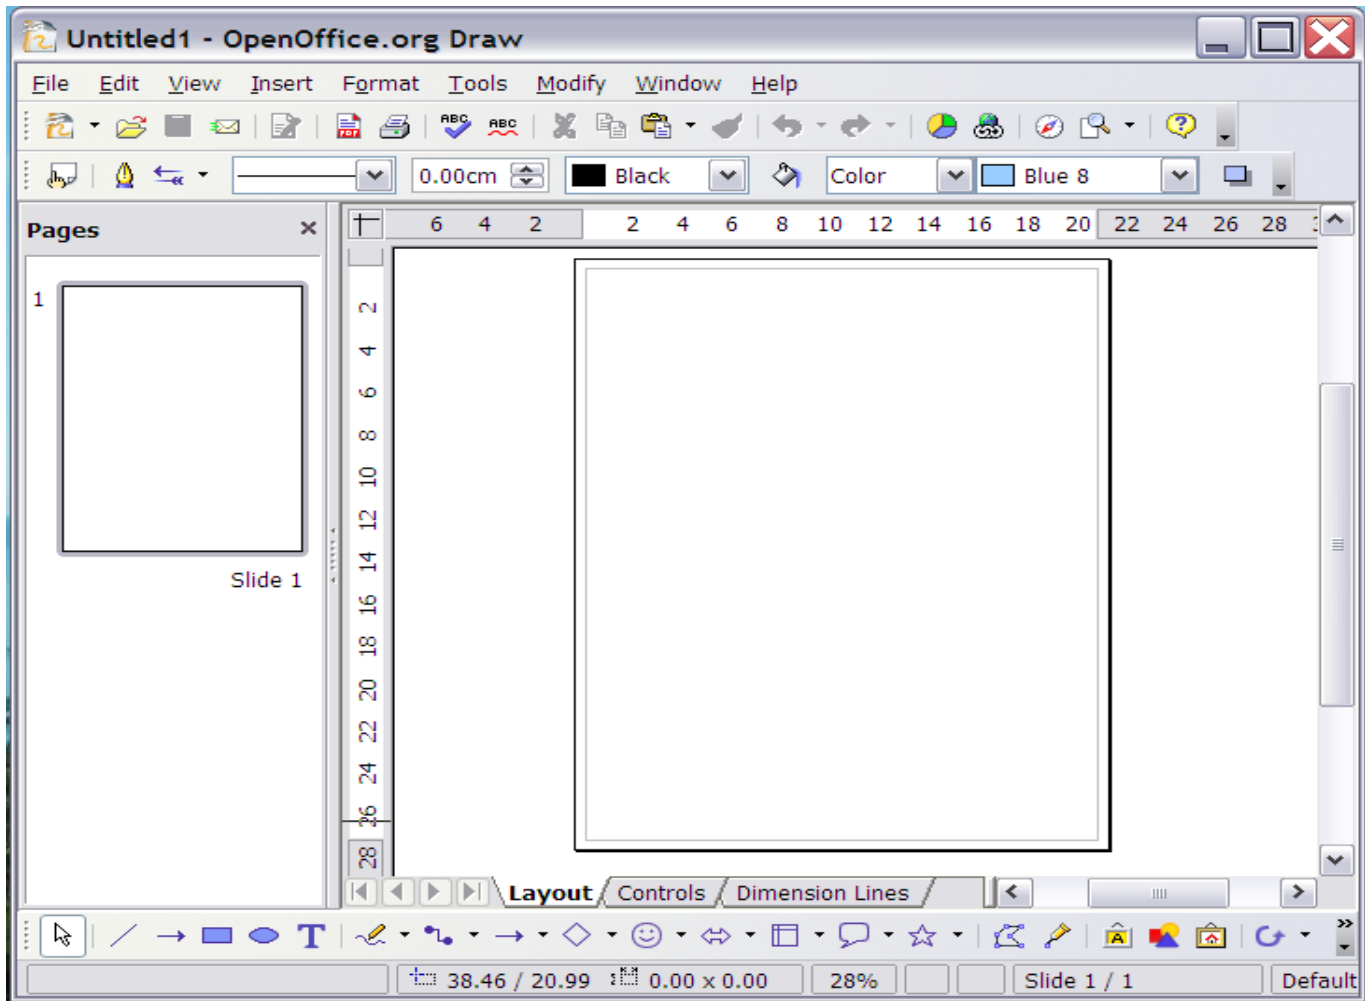 Untitled1 - OpenOffice.org Draw
File Edit View Insert Format Tools Modify Window Help
ABC ABC
0.00cm Black Color Blue 8
Pages
6 4 2 2 4 6 8 10 12 14 16 18 20 22 24 26 28
1
2
4
6
8
10
12
14
16
18
20
22
24
26
28
Slide 1
Layout Controls Dimension Lines
T
38.46 / 20.99 0.00 x 0.00 28% Slide 1 / 1 Default